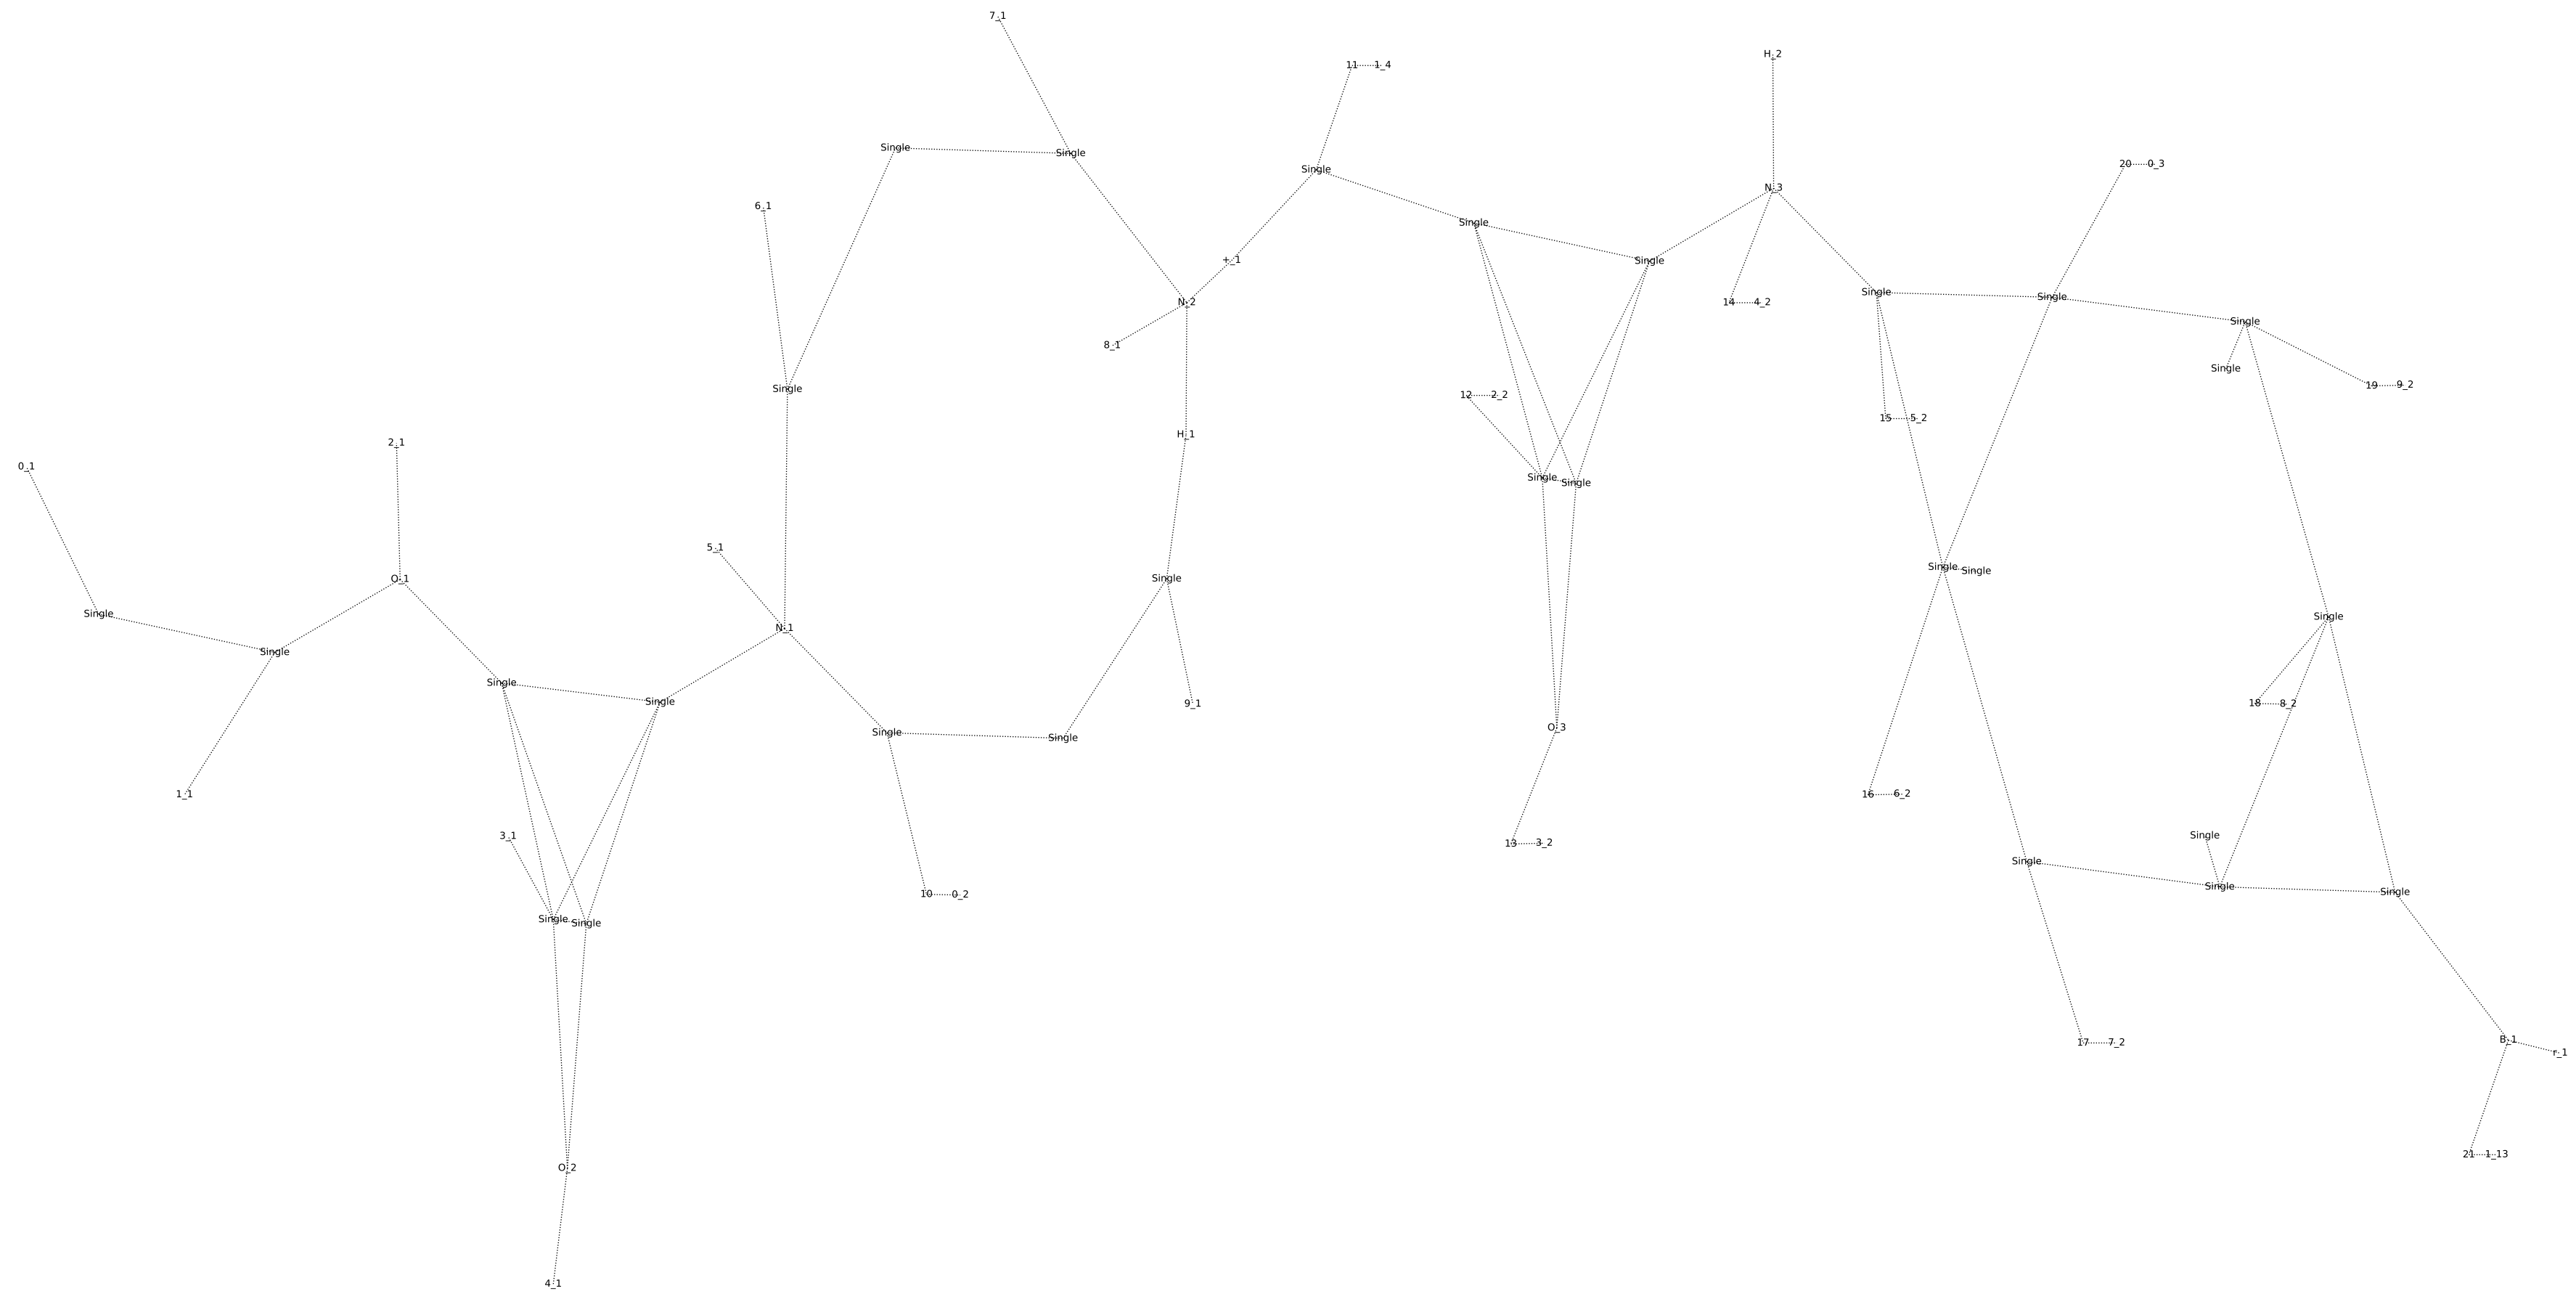 7_1
H_2
11 1_4
Single
Single
20 0_3
Single
N_3
6_1
Single
+_1
Single
Single
Single
N_2
14 4_2
Single
8_1
Single
19 9_2
Single
12 2_2
15 5_2
H_1
2_1
0_1
Single
Single
5_1
Single
Single
O_1
Single
Single
Single
N_1
Single
Single
Single
9_1
18 8_2
O_3
Single
Single
1_1
16 6_2
3_1
Single
13 3_2
Single
Single
Single
10 0_2
Single
Single
B_1
17 7_2
r_1
21 1_13
O_2
4_1